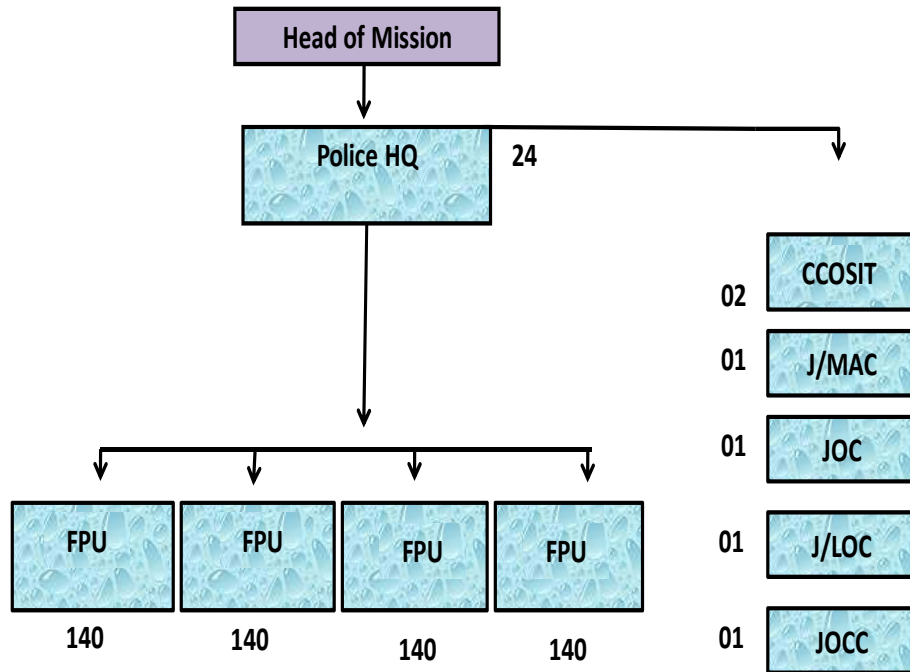 Head of Mission
Police HQ
24
CCOSIT
02
J/MAC
01
JOC
01
J/LOC
01
JOCC
01
FPU
FPU
FPU
FPU
140
140
140
140